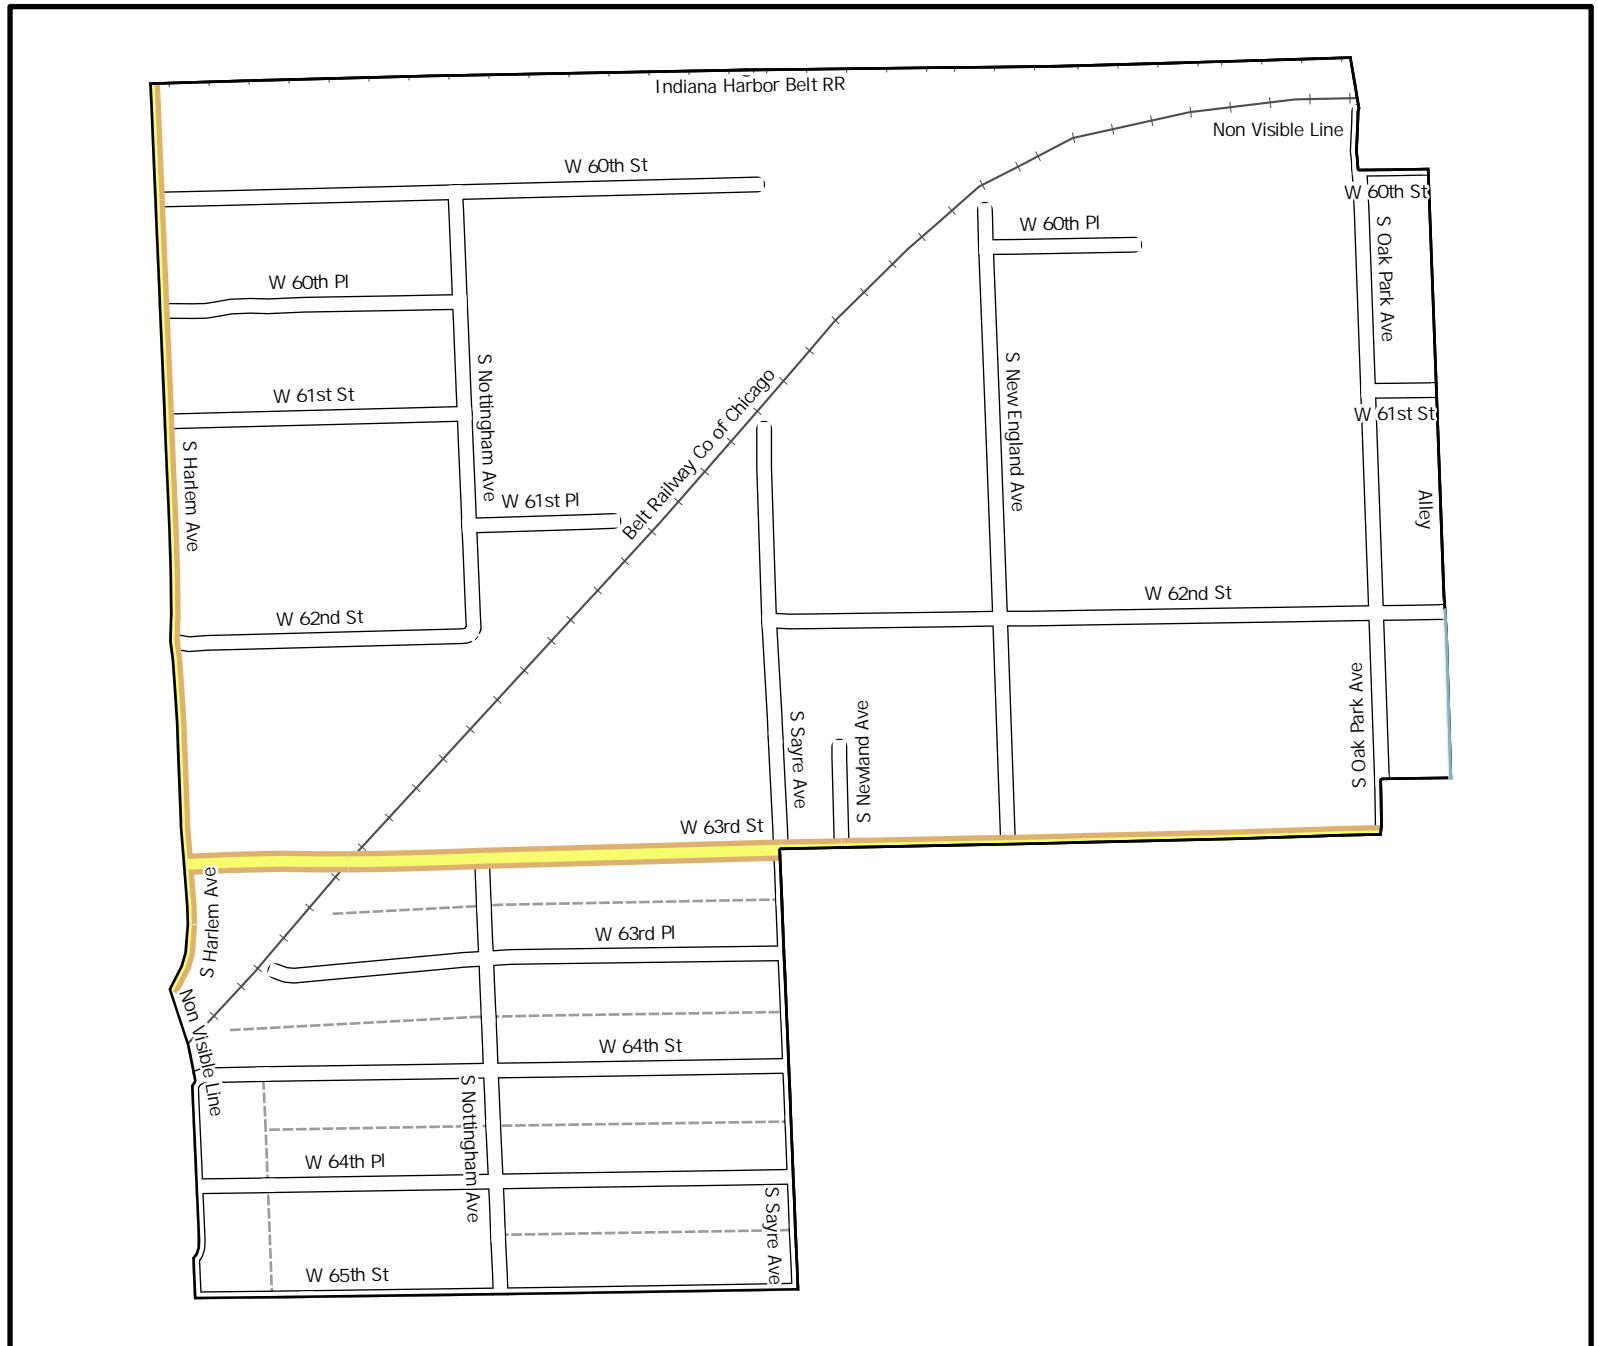 Indiana Harbor Belt RR
Non Visible Line
W 60th St
W 60th St
W 60th Pl
S Oak Park Ave
W 60th Pl
S Nottingham Ave
S New England Ave
Belt Railway Co of Chicago
W 61st St
W 61st St
S Harlem Ave
W 61st Pl
Alley
W 62nd St
W 62nd St
S Oak Park Ave
S Sayre Ave
S Newland Ave
W 63rd St
S Harlem Ave
W 63rd Pl
Non Visible Line
W 64th St
S Nottingham Ave
W 64th Pl
S Sayre Ave
W 65th St